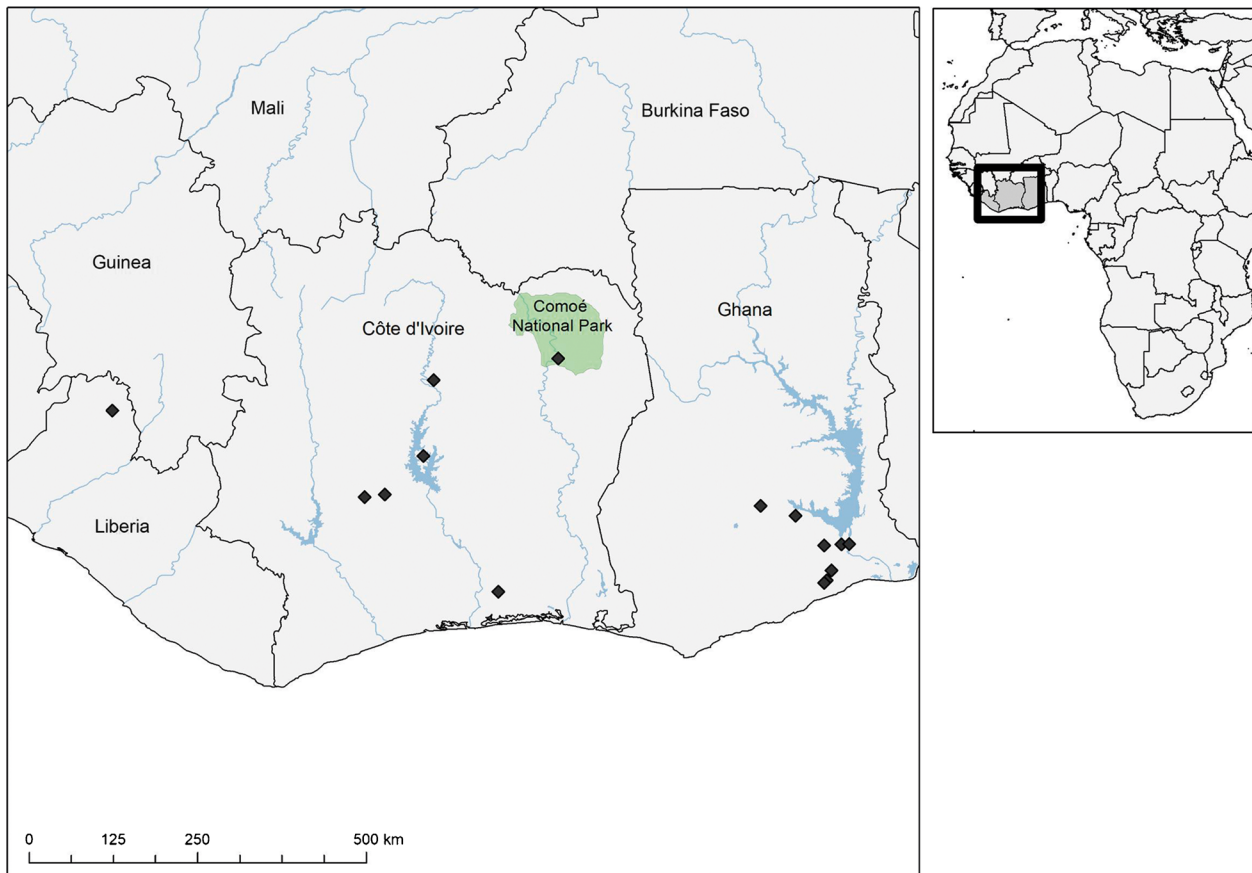 Mali
Burkina Faso
Guinea
Comoé
National Park
Ghana
Côte d'Ivoire
Liberia
0 125 250 500 km